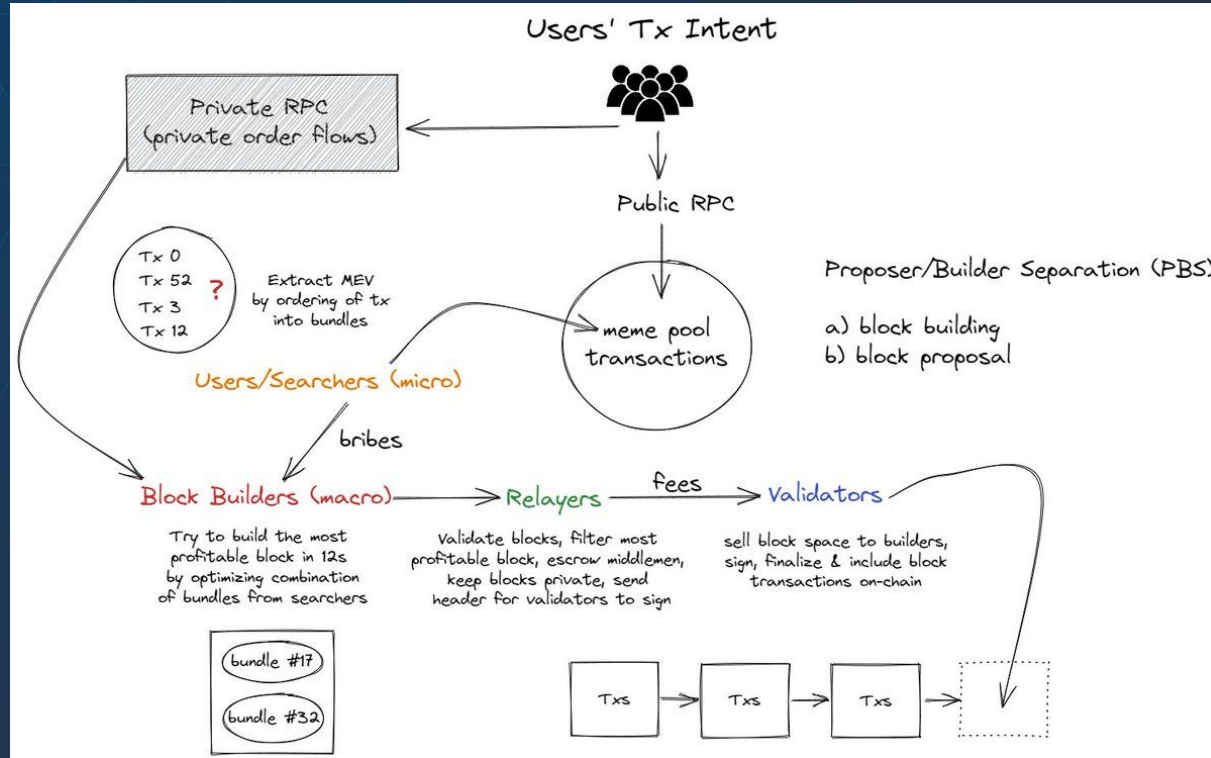 Users' Tx Intent
Private RPC
(private order flows)
Public RPC
Tx 0
Tx 52
Tx 3
Tx 12
?
Extract MEV
by ordering of tx
into bundles
meme pool
transactions
Proposer/Builder Separation (PBS)
a) block building
b) block proposal
Users/Searchers (micro)
bribes
Block Builders (macro)
Relayers
fees
Validators
Try to build the most
profitable block in 12s
by optimizing combination
of bundles from searchers
Validate blocks, filter most
profitable block, escrow middlemen,
keep blocks private, send
header for validators to sign
sell block space to builders,
sign, finalize & include block
transactions on-chain
bundle #17
bundle #32
Txs
Txs
Txs